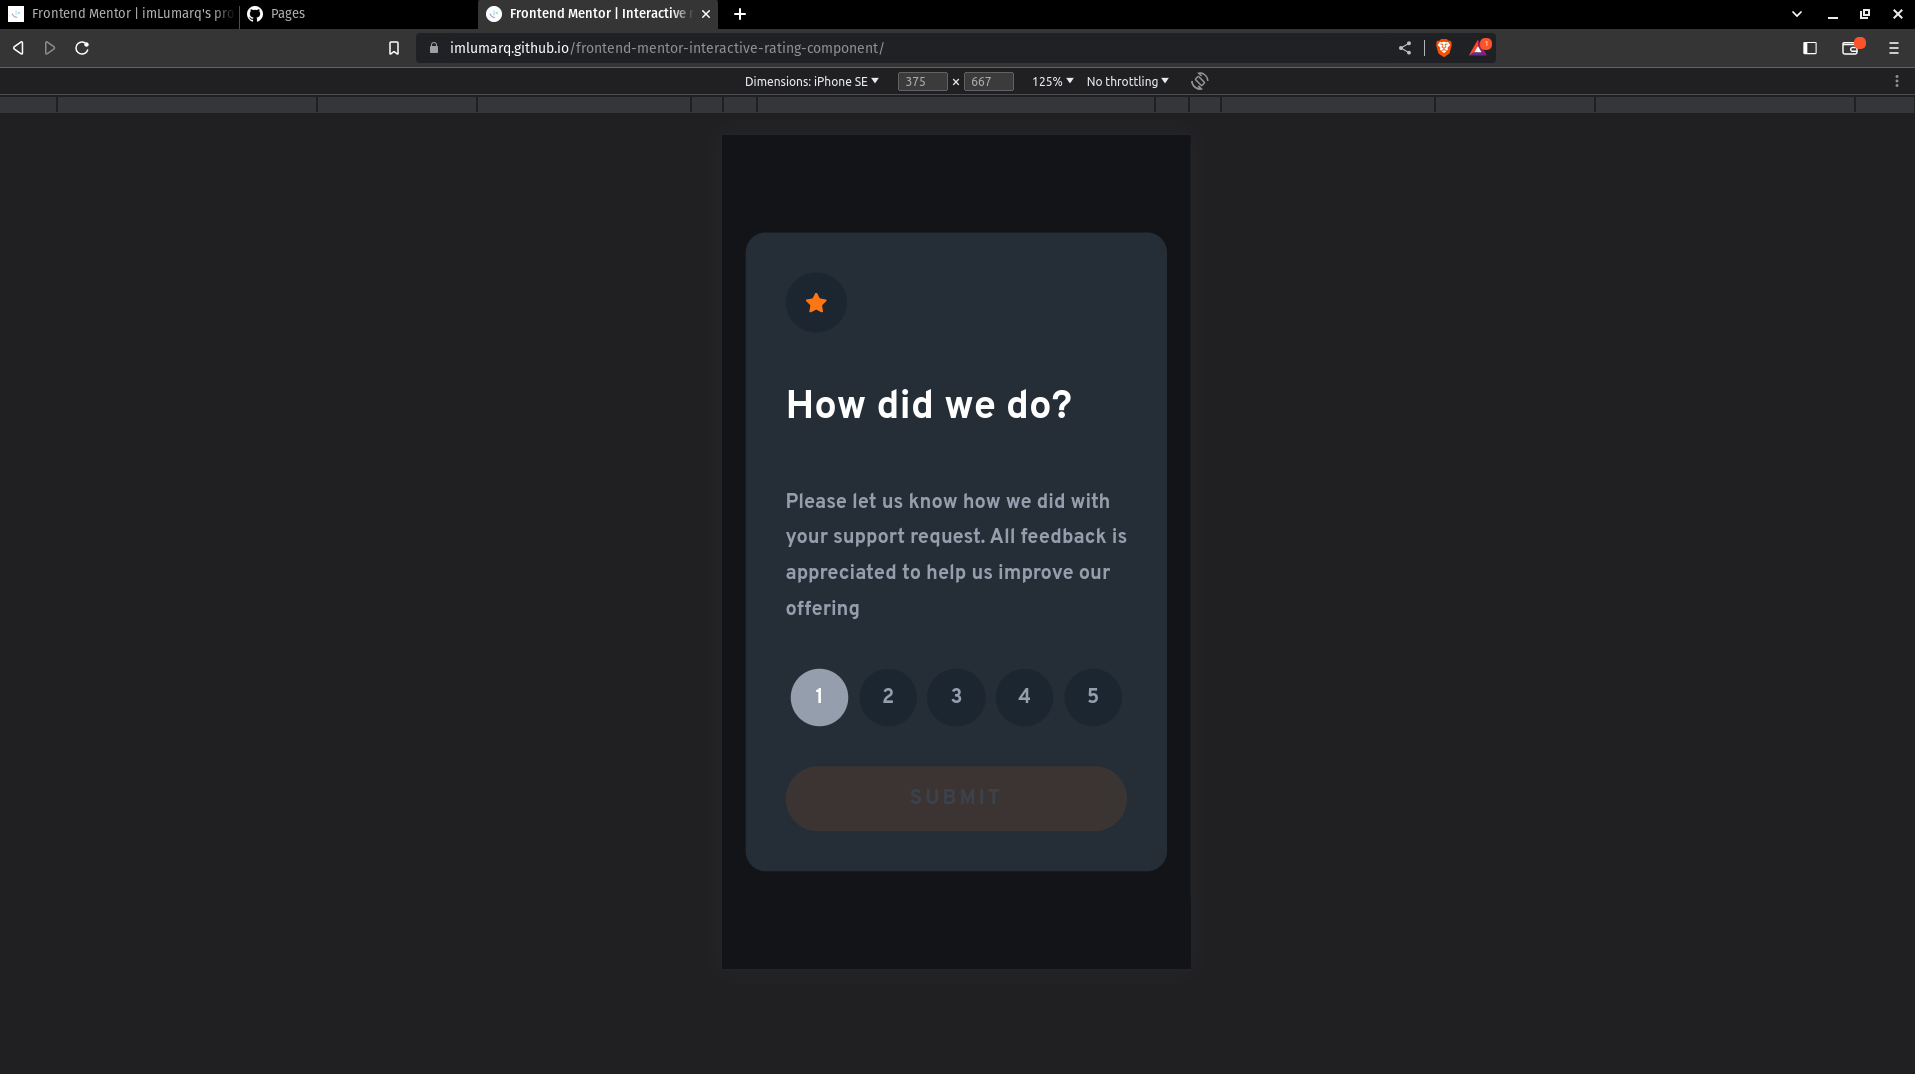 Frontend Mentor | imLumarq's pro
Pages
Frontend Mentor | Interactive r
imlumarq.github.io/frontend-mentor-interactive-rating-component/
1
Dimensions: iPhone SE 375 × 667 125% No throttling
How did we do?
Please let us know how we did with
your support request. All feedback is
appreciated to help us improve our
offering
1 2 3 4 5
SUBMIT